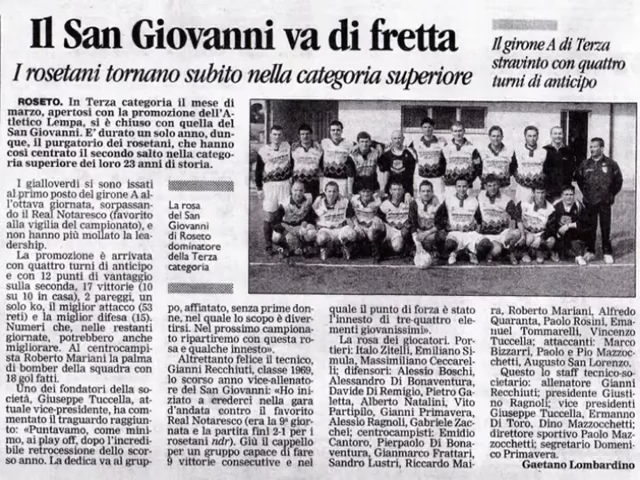 Il San Giovanni va di fretta
I rosetani tornano subito nella categoria superiore
Il girone A di Terza
stravinto con quattro
turni di anticipo
ROSETO. In Terza categoria il mese di
marzo, apertosi con la promozione dell'A-
tletico Lempa, si è chiuso con quella del
San Giovanni. E' durato un solo anno, dun-
que, il purgatorio dei rosetani, che hanno
così centrato il secondo salto nella catego-
ria superiore dei loro 23 anni di storia.
I gialloverdi si sono issati
al primo posto del girone A al-
l'ottava giornata, sorpassan-
do il Real Notaresco (favorito
alla vigilia del campionato), e
non hanno più mollato la lea-
dership.
La promozione è arrivata
con quattro turni di anticipo
e con 12 punti di vantaggio
sulla seconda, 17 vittorie (10
su 10 in casa), 2 pareggi, un
solo ko, il miglior attacco (53
reti) e la miglior difesa (15).
Numeri che, nelle restanti
giornate, potrebbero anche
migliorare. Al centrocampi-
sta Roberto Mariani la palma
di bomber della squadra con
18 gol fatti.
Uno dei fondatori della so-
cietà, Giuseppe Tuccella, at-
tuale vice-presidente, ha com-
mentato il traguardo raggiun-
to: «Puntavamo, come mini-
mo, ai play off, dopo l'incredi-
bile retrocessione dello scor-
so anno. La dedica va al grup-
La rosa
del San
Giovanni
di Roseto
dominatore
della Terza
categoria
po, affiatato, senza prime don-
ne, nel quale lo scopo è diver-
tirsi. Nel prossimo campiona-
to ripartiremo con questa ro-
sa e qualche innesto».
Altrettanto felice il tecnico,
Gianni Recchiuti, classe 1969,
lo scorso anno vice-allenato-
re del San Giovanni: «Ho ini-
ziato a crederci nella gara
d'andata contro il favorito
Real Notaresco (era la 9ª gior-
nata e la partita finì 2-1 per i
rosetani ndr). Giù il cappello
per un gruppo capace di fare
9 vittorie consecutive e nel
quale il punto di forza è stato
l'innesto di tre-quattro ele-
menti giovanissimi».
La rosa dei giocatori. Por-
tieri: Italo Zitelli, Emiliano Si-
mula, Massimiliano Ceccarel-
li; difensori: Alessio Boschi,
Alessandro Di Bonaventura,
Davide Di Remigio, Pietro Ga-
letta, Alberto Natalini, Vito
Partipilo, Gianni Primavera,
Alessio Ragnoli, Gabriele Zac-
che; centrocampisti: Emidio
Cantoro, Pierpaolo Di Bona-
ventura, Gianmarco Frattari,
Sandro Lustri, Riccardo Mai-
ra, Roberto Mariani, Alfredo
Quaranta, Paolo Rosini, Ema-
nuel Tommarelli, Vincenzo
Tuccella; attaccanti: Marco
Bizzarri, Paolo e Pio Mazzoc-
chetti, Augusto San Lorenzo.
Questo lo staff tecnico-so-
cietario: allenatore Gianni
Recchiuti; presidente Giusti-
no Ragnoli; vice presidenti
Giuseppe Tuccella, Ermanno
Di Toro, Dino Mazzocchetti;
direttore sportivo Paolo Maz-
zocchetti; segretario Domeni-
co Primavera.
Gaetano Lombardino